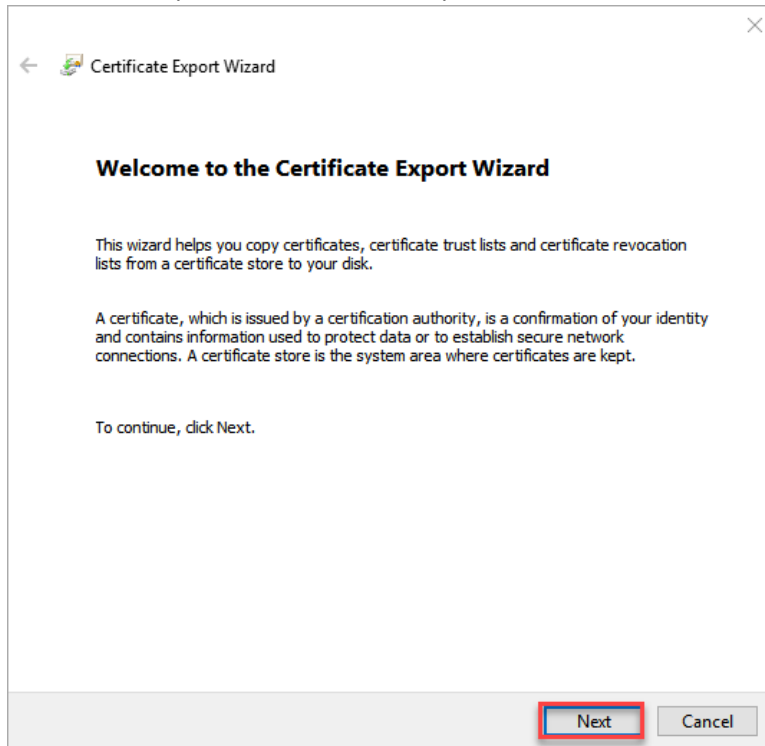 Certificate Export Wizard
Welcome to the Certificate Export Wizard
This wizard helps you copy certificates, certificate trust lists and certificate revocation
lists from a certificate store to your disk.
A certificate, which is issued by a certification authority, is a confirmation of your identity
and contains information used to protect data or to establish secure network
connections. A certificate store is the system area where certificates are kept.
To continue, click Next.
Next
Cancel